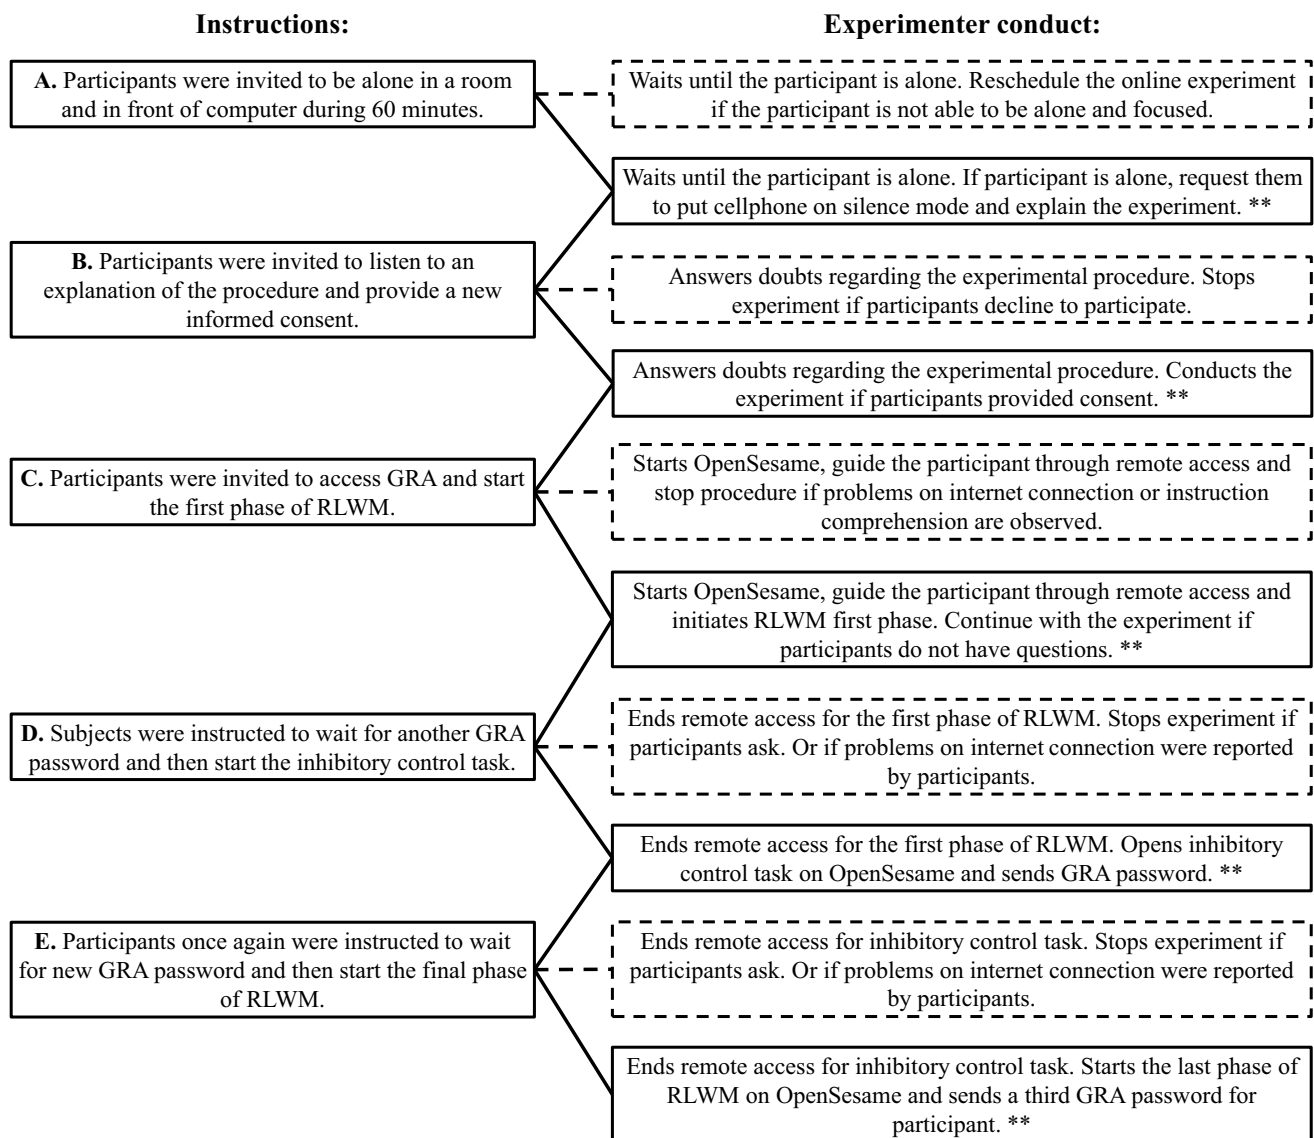 Instructions:
Experimenter conduct:
A. Participants were invited to be alone in a room
and in front of computer during 60 minutes.
Waits until the participant is alone. Reschedule the online experiment
if the participant is not able to be alone and focused.
Waits until the participant is alone. If participant is alone, request them
to put cellphone on silence mode and explain the experiment. **
B. Participants were invited to listen to an
explanation of the procedure and provide a new
informed consent.
Answers doubts regarding the experimental procedure. Stops
experiment if participants decline to participate.
Answers doubts regarding the experimental procedure. Conducts the
experiment if participants provided consent. **
C. Participants were invited to access GRA and start
the first phase of RLWM.
Starts OpenSesame, guide the participant through remote access and
stop procedure if problems on internet connection or instruction
comprehension are observed.
Starts OpenSesame, guide the participant through remote access and
initiates RLWM first phase. Continue with the experiment if
participants do not have questions. **
D. Subjects were instructed to wait for another GRA
password and then start the inhibitory control task.
Ends remote access for the first phase of RLWM. Stops experiment if
participants ask. Or if problems on internet connection were reported
by participants.
Ends remote access for the first phase of RLWM. Opens inhibitory
control task on OpenSesame and sends GRA password. **
E. Participants once again were instructed to wait
for new GRA password and then start the final phase
of RLWM.
Ends remote access for inhibitory control task. Stops experiment if
participants ask. Or if problems on internet connection were reported
by participants.
Ends remote access for inhibitory control task. Starts the last phase of
RLWM on OpenSesame and sends a third GRA password for
participant. **